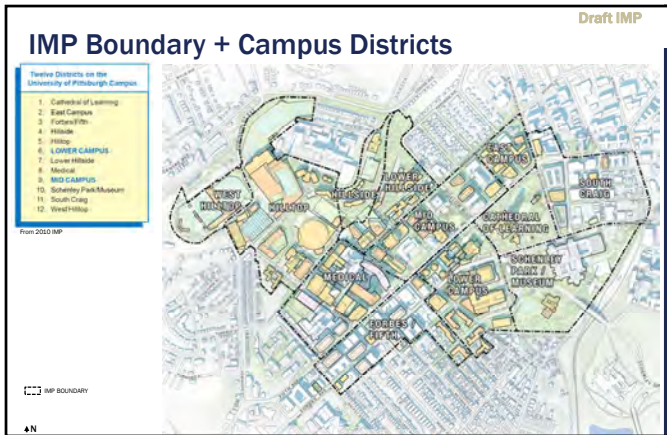 Draft IMP
IMP Boundary + Campus Districts
Twelve Districts on the
University of Pittsburgh Campus
1. Cathedral of Learning
2. East Campus
3. Forbes/Fifth
4. Hillside
5. Hilltop
6. LOWER CAMPUS
7. Lower Hillside
8. Medical
9. MID CAMPUS
10. Schenley Park/Museum
11. South Craig
12. West Hilltop
From 2010 IMP
EAST
CAMPUS
LOWER
HILLSIDE
SOUTH
CRAIG
WEST
HILLTOP
HILLTOP
HILLSIDE
MID
CAMPUS
CATHEDRAL
OF LEARNING
SCHENLEY
PARK /
MUSEUM
MEDICAL
LOWER
CAMPUS
FORBES /
FIFTH
IMP BOUNDARY
N